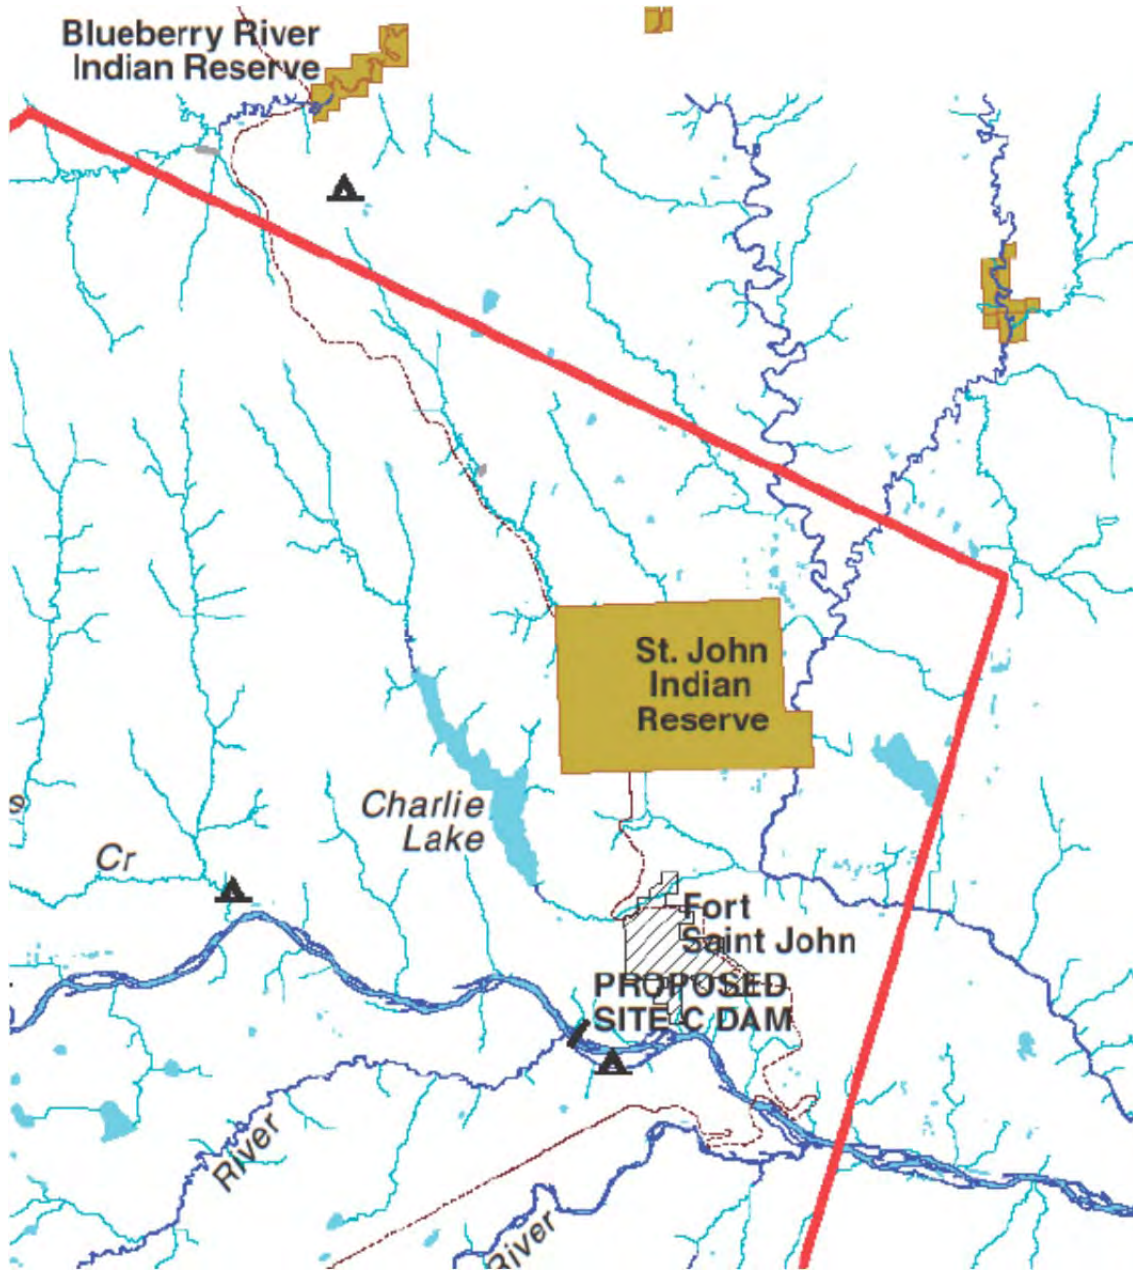 Blueberry River
Indian Reserve
St. John
Indian
Reserve
Charlie
Lake
Cr
Fort
Saint John
PROPOSED
SITE C DAM
River
River